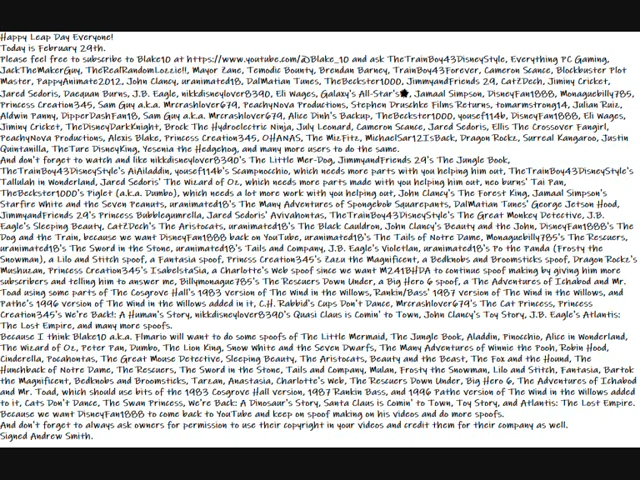 Happy Leap Day Everyone!
Today is February 29th.
Please feel free to subscribe to Blake10 at https://www.youtube.com/@Blake_10 and ask TheTrainBoy43DisneyStyle, Everything PC Gaming,
JackTheMakerGuy, TheRealRandomLozzie!!, Mayor Zane, Temodic Bounty, Brendan Barney, TrainBoy43Forever, Cameron Scance, Blockbuster Plot
Master, PappyAnimate2012, John Clancy, uranimated18, DalMatian Tunes, TheBeckster1000, JimmyandFriends 29, CatZDech, Jiminy Cricket,
Jared Sedoris, Daequan Burns, J.B. Eagle, nikkdisneylover8390, Eli Wages, Galaxy's All-Star's★, Jamaal Simpson, DisneyFan1888, Monaguebilly785,
Princess Creation345, Sam Guy a.k.a. Mrcrashlover679, PeachyNova Productions, Stephen Druschke Films Returns, tomarmstrong14, Julian Ruiz,
Aldwin Panny, DipperDashFan18, Sam Guy a.k.a. Mrcrashlover679, Alice Dinh's Backup, TheBeckster1000, yousef114b, DisneyFan1888, Eli Wages,
Jiminy Cricket, TheDisneyDarkKnight, Brock The Hydroelectric Ninja, July Leonard, Cameron Scance, Jared Sedoris, Ellis The Crossover Fangirl,
PeachyNova Productions, Alexis Blake, Princess Creation345, OHANAS, The MizFitz, MichaelSar12IsBack, Dragon Rockz, Surreal Kangaroo, Justin
Quintanilla, TheTure DisneyKing, Yesenia the Hedgehog, and many more users to do the same.
And don't forget to watch and like nikkdisneylover8390's The Little Mer-Dog, JimmyandFriends 29's The Jungle Book,
TheTrainBoy43DisneyStyle's AiAiladdin, yousef114b's Scampnocchio, which needs more parts with you helping him out, TheTrainBoy43DisneyStyle's
Tallulah in Wonderland, Jared Sedoris' The Wizard of Oz, which needs more parts made with you helping him out, neo burns' Tai Pan,
TheBeckster1000's Piglet (a.k.a. Dumbo), which needs a lot more work with you helping out, John Clancy's The Forest King, Jamaal Simpson's
Starfire White and the Seven Peanuts, uranimated18's The Many Adventures of Spongebob Squarepants, DalMatian Tunes' George Jetson Hood,
JimmyandFriends 29's Princess Bubblegumrella, Jared Sedoris' Avivahontas, TheTrainBoy43DisneyStyle's The Great Monkey Detective, J.B.
Eagle's Sleeping Beauty, CatZDech's The Aristocats, uranimated18's The Black Cauldron, John Clancy's Beauty and the John, DisneyFan1888's The
Dog and the Train, because we want DisneyFan1888 back on YouTube, uranimated18's The Tails of Notre Dame, Monaguebilly785's The Rescuers,
uranimated18's The Sword in the Stone, uranimated18's Tails and Company, J.B. Eagle's Violetlan, uranimated18's To the Panda (Frosty the
Snowman), a Lilo and Stitch spoof, a Fantasia spoof, Princss Creation345's Zazu the Magnificent, a Bedknobs and Broomsticks spoof, Dragon Rockz's
Mushuzan, Princess Creation345's IsabelstaSia, a Charlotte's Web spoof since we want M241BHDA to continue spoof making by giving him more
subscribers and telling him to answer me, Billymonague785's The Rescuers Down Under, a Big Hero 6 spoof, a The Adventures of Ichabod and Mr.
Toad using some parts of The Cosgrove Hall's 1983 version of The Wind in the Willows, Rankin/Bass' 1987 version of The Wind in the Willows, and
Pathe's 1996 version of The Wind in the Willows added in it, C.H. Rabbid's Cups Don't Dance, Mrcrashlover679's The Cat Princess, Princess
Creation345's We're Back!: A Human's Story, nikkdisneylover8390's Quasi Claus is Comin' to Town, John Clancy's Toy Story, J.B. Eagle's Atlantis:
The Lost Empire, and many more spoofs.
Because I think Blake10 a.k.a. Flmario will want to do some spoofs of The Little Mermaid, The Jungle Book, Aladdin, Pinocchio, Alice in Wonderland,
The Wizard of Oz, Peter Pan, Dumbo, The Lion King, Snow White and the Seven Dwarfs, The Many Adventures of Winnie the Pooh, Robin Hood,
Cinderella, Pocahontas, The Great Mouse Detective, Sleeping Beauty, The Aristocats, Beauty and the Beast, The Fox and the Hound, The
Hunchback of Notre Dame, The Rescuers, The Sword in the Stone, Tails and Company, Mulan, Frosty the Snowman, Lilo and Stitch, Fantasia, Bartok
the Magnificent, Bedknobs and Broomsticks, Tarzan, Anastasia, Charlotte's Web, The Rescuers Down Under, Big Hero 6, The Adventures of Ichabod
and Mr. Toad, which should use bits of the 1983 Cosgrove Hall version, 1987 Rankin Bass, and 1996 Pathe version of The Wind in the Willows added
to it, Cats Don't Dance, The Swan Princess, We're Back: A Dinosaur's Story, Santa Claus is Comin' to Town, Toy Story, and Atlantis: The Lost Empire.
Because we want DisneyFan1888 to come back to YouTube and keep on spoof making on his videos and do more spoofs.
And don't forget to always ask owners for permission to use their copyright in your videos and credit them for their company as well.
Signed Andrew Smith.